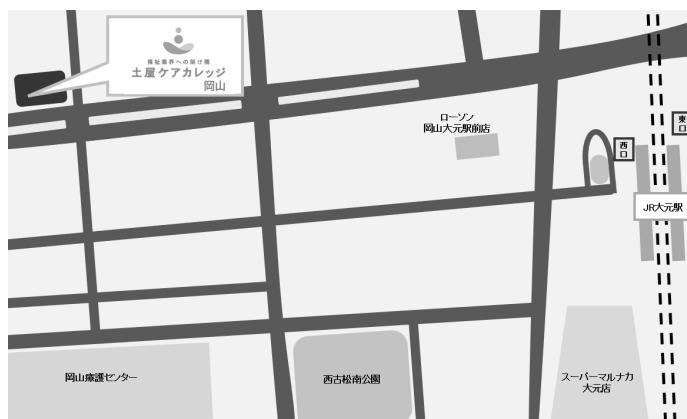 福祉業界への架け橋
土屋ケアカレッジ
岡山
ローソン
岡山大元駅前店
西口
東口
JR大元駅
岡山療護センター
西古松南公園
スーパーマルナカ
大元店